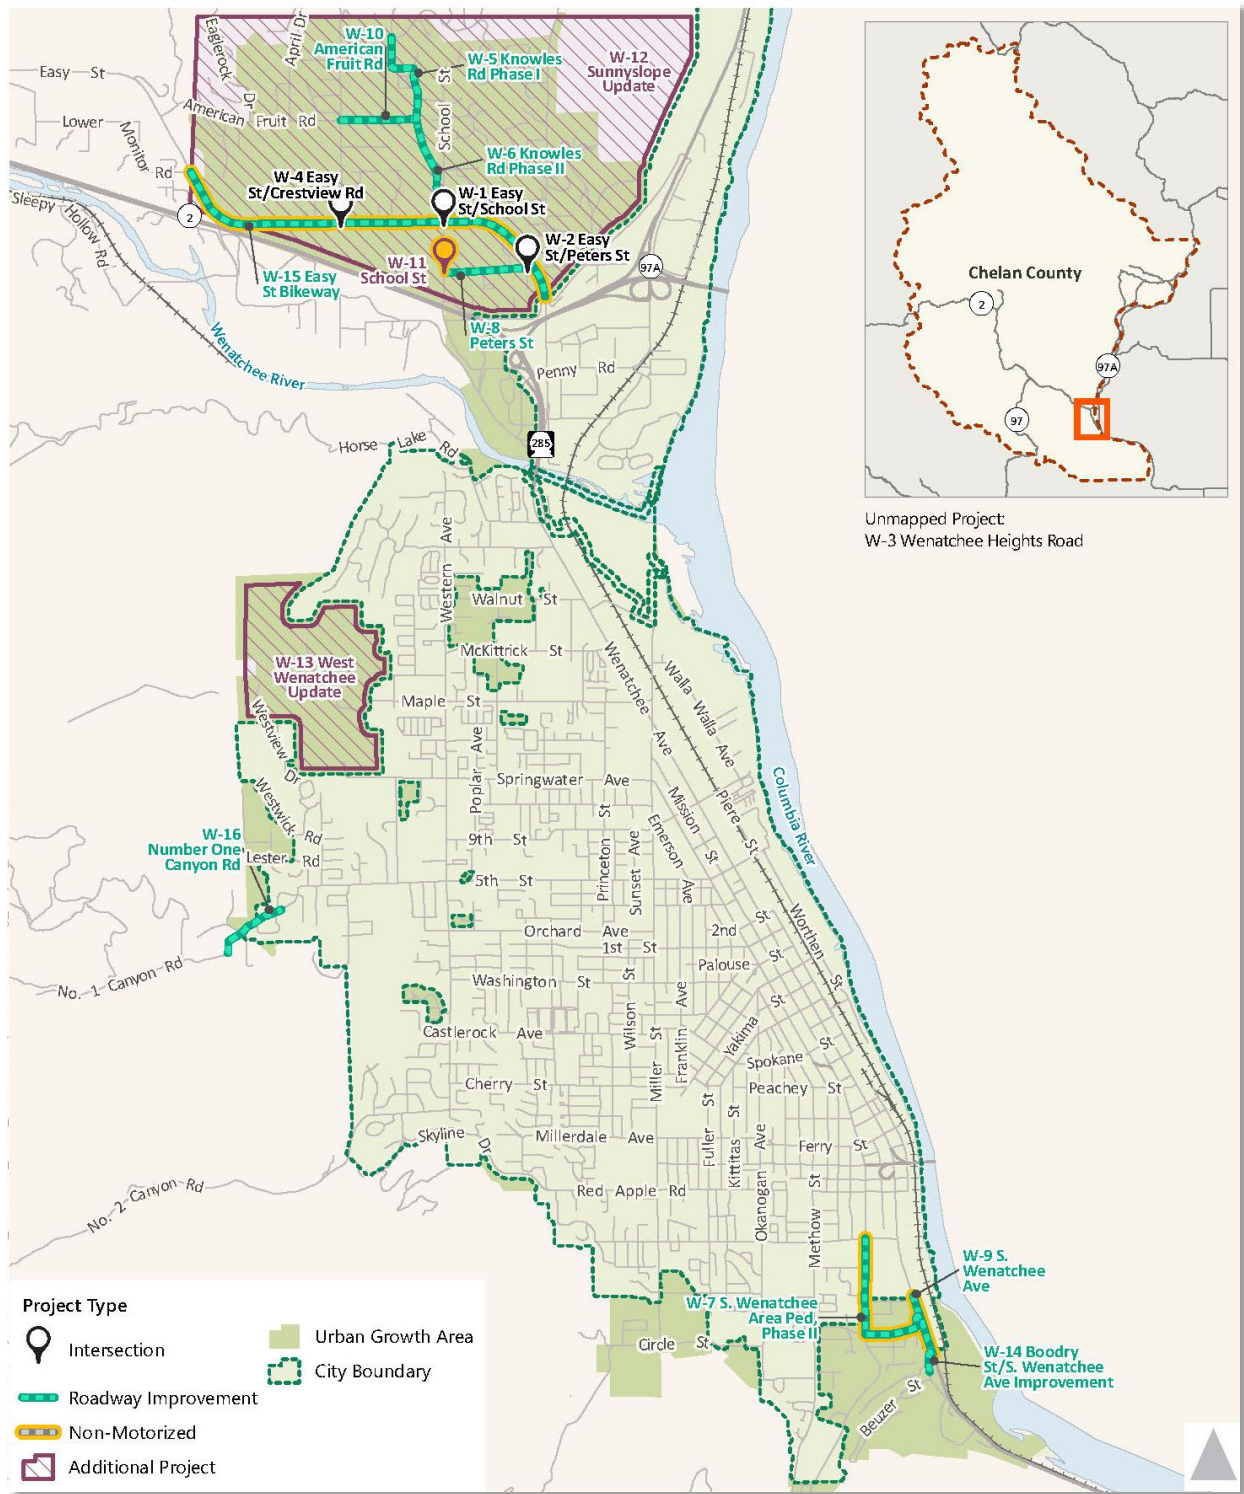 W-10
American
Fruit Rd
W-5 Knowles
Rd Phase I
W-12
Sunnyslope
Update
Eaglerock
Dr
April Dr
Easy St
Lower
Monitor
Rd
American Fruit Rd
School St
W-6 Knowles
Rd Phase II
W-4 Easy
St/Crestview Rd
W-1 Easy
St/School St
W-2 Easy
St/Peters St
2
Sleepy Hollow Rd
W-15 Easy
St Bikeway
W-11
School St
97A
W-8
Peters St
Wenatchee River
Penny Rd
285
Horse Lake Rd
Chelan County
2
97A
97
Unmapped Project:
W-3 Wenatchee Heights Road
Western Ave
Walnut St
McKittrick St
Wenatchee Ave
Walla Walla Ave
W-13 West
Wenatchee
Update
Maple St
Westview Dr
Poplar Ave
Springwater Ave
Columbia River
Westwick Rd
Mission St
Piere St
Emerson Ave
W-16
Number One
Canyon Rd
Lester Rd
9th St
Princeton St
Sunset Ave
5th St
Orchard Ave
1st St
2nd St
Worthen St
Palouse St
No. 1 Canyon Rd
Washington St
Wilson St
Miller St
Franklin Ave
Yakima St
Castlerock Ave
Spokane St
Cherry St
Peachey St
Skyline Dr
Millerdale Ave
Fuller St
Kittitas St
Okanogan Ave
Ferry St
Methow St
No. 2 Canyon Rd
Red Apple Rd
W-9 S.
Wenatchee
Ave
W-7 S. Wenatchee
Area Ped,
Phase II
Circle St
W-14 Boodry
St/S. Wenatchee
Ave Improvement
Beuzer St
Project Type
Intersection
Roadway Improvement
Non-Motorized
Additional Project
Urban Growth Area
City Boundary